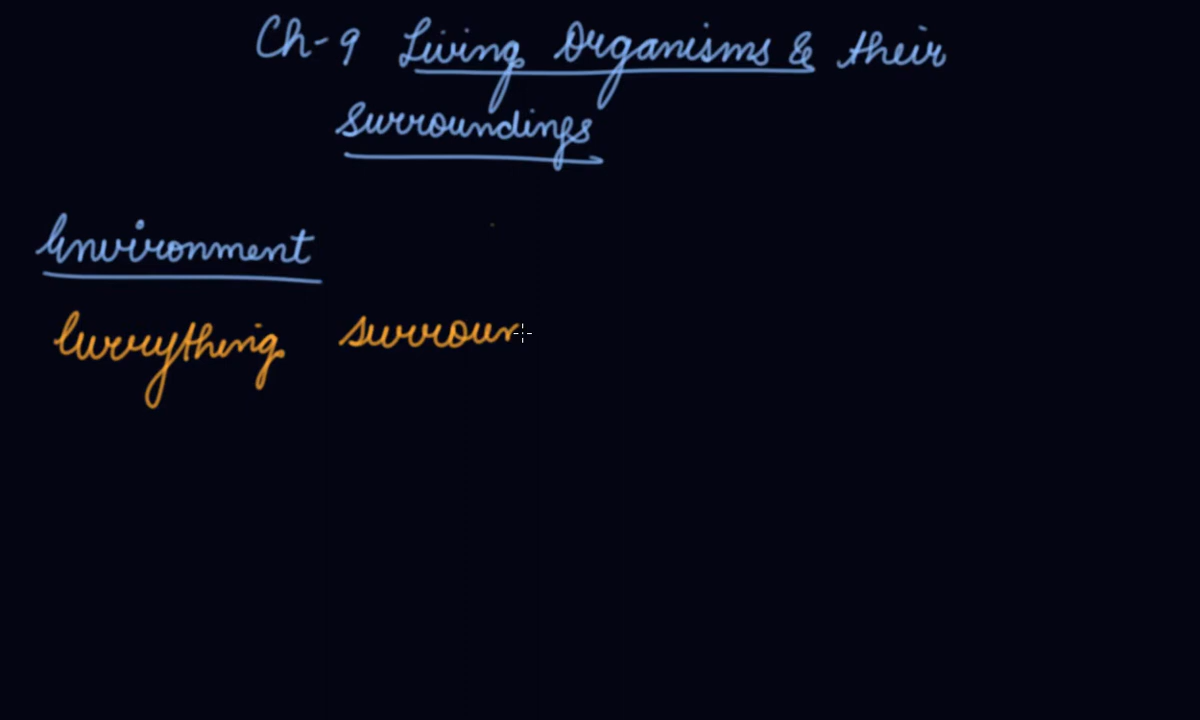 Ch-9 Living Organisms & their
surroundings
Environment
Everything surroun